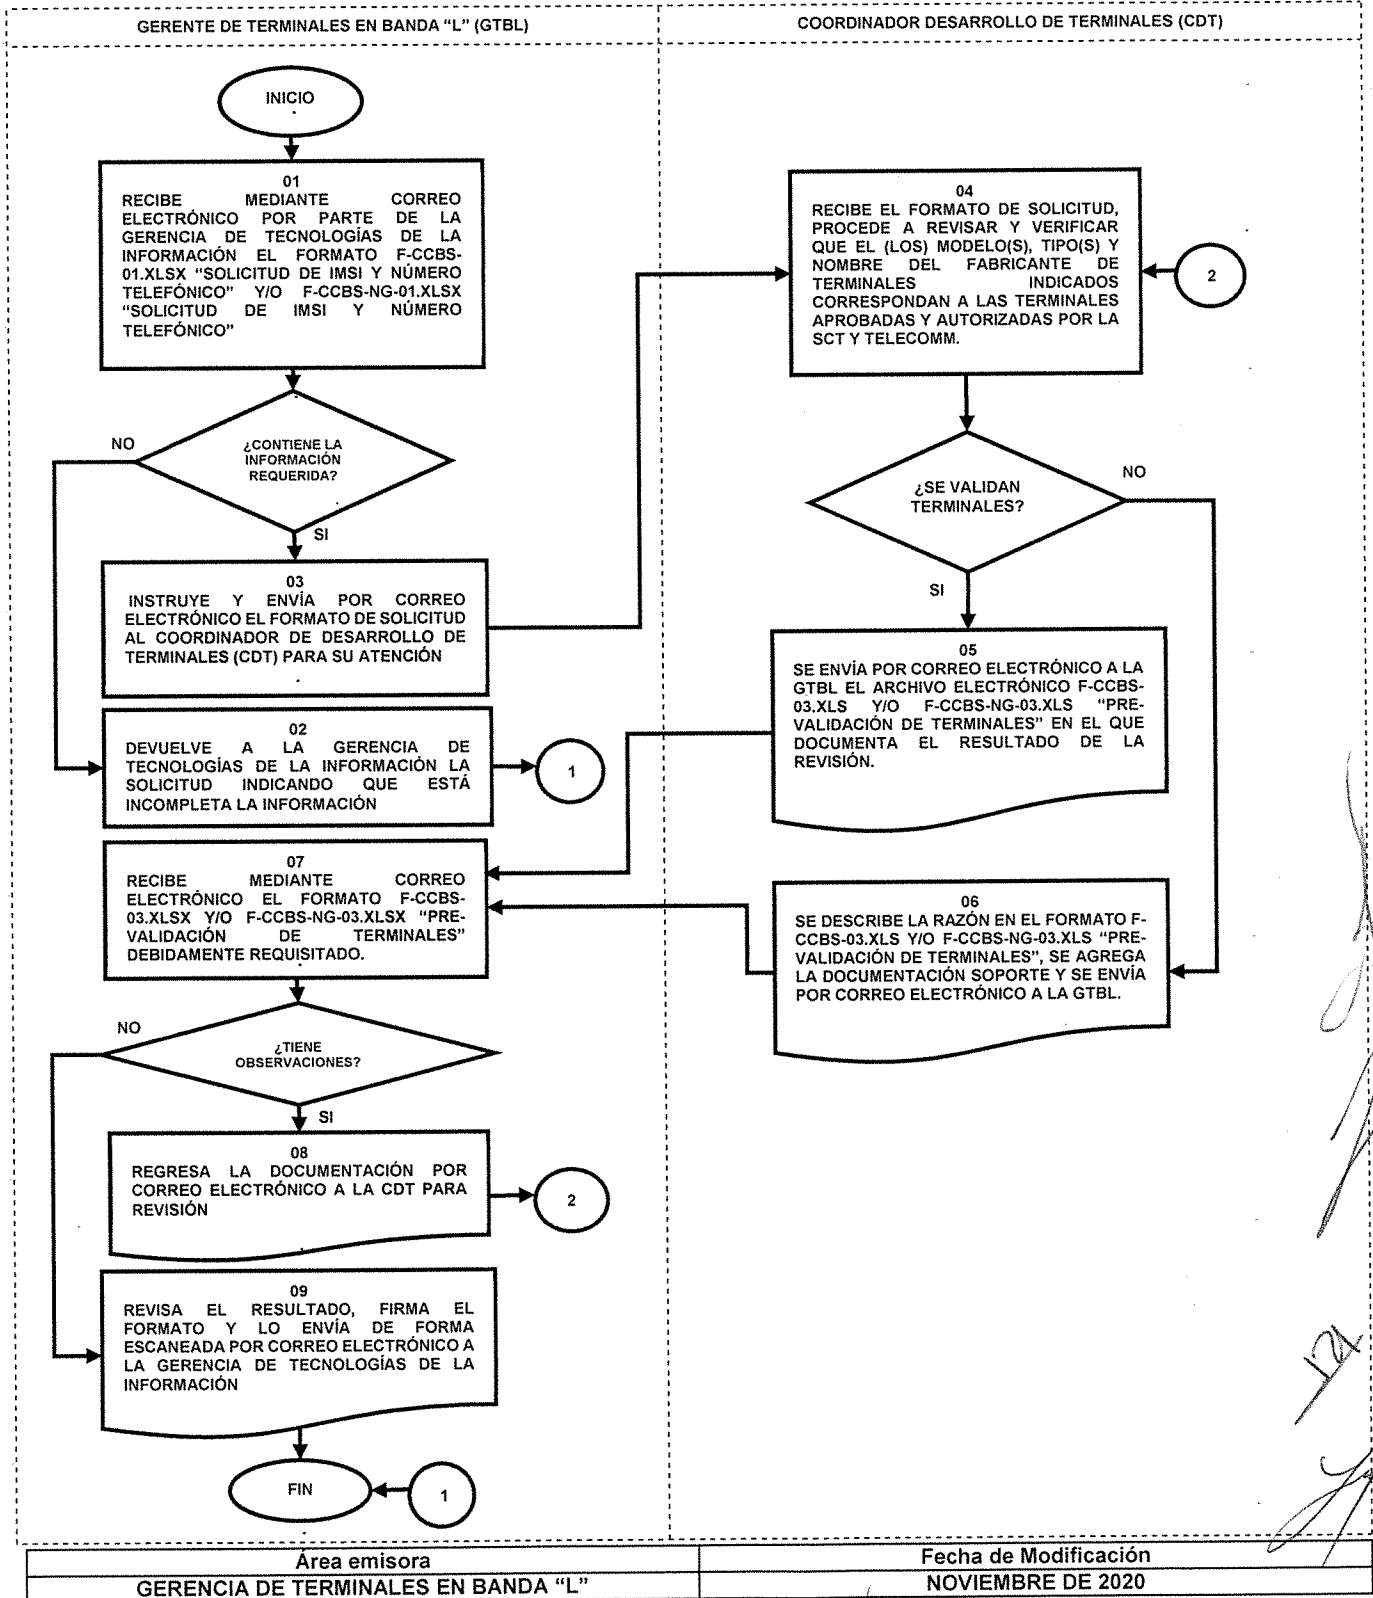 GERENTE DE TERMINALES EN BANDA “L” (GTBL)
COORDINADOR DESARROLLO DE TERMINALES (CDT)
INICIO
01
RECIBE MEDIANTE CORREO
ELECTRÓNICO POR PARTE DE LA
GERENCIA DE TECNOLOGÍAS DE LA
INFORMACIÓN EL FORMATO F-CCBS-
01.XLSX “SOLICITUD DE IMSI Y NÚMERO
TELEFÓNICO” Y/O F-CCBS-NG-01.XLSX
“SOLICITUD DE IMSI Y NÚMERO
TELEFÓNICO”
¿CONTIENE LA
INFORMACIÓN
REQUERIDA?
NO
SI
03
INSTRUYE Y ENVÍA POR CORREO
ELECTRÓNICO EL FORMATO DE SOLICITUD
AL COORDINADOR DE DESARROLLO DE
TERMINALES (CDT) PARA SU ATENCIÓN
02
DEVUELVE A LA GERENCIA DE
TECNOLOGÍAS DE LA INFORMACIÓN LA
SOLICITUD INDICANDO QUE ESTÁ
INCOMPLETA LA INFORMACIÓN
1
07
RECIBE MEDIANTE CORREO
ELECTRÓNICO EL FORMATO F-CCBS-
03.XLSX Y/O F-CCBS-NG-03.XLSX “PRE-
VALIDACIÓN DE TERMINALES”
DEBIDAMENTE REQUISITADO.
NO
¿TIENE
OBSERVACIONES?
SI
08
REGRESA LA DOCUMENTACIÓN POR
CORREO ELECTRÓNICO A LA CDT PARA
REVISIÓN
2
09
REVISA EL RESULTADO, FIRMA EL
FORMATO Y LO ENVÍA DE FORMA
ESCANEADA POR CORREO ELECTRÓNICO A
LA GERENCIA DE TECNOLOGÍAS DE LA
INFORMACIÓN
FIN
1
04
RECIBE EL FORMATO DE SOLICITUD,
PROCEDE A REVISAR Y VERIFICAR
QUE EL (LOS) MODELO(S), TIPO(S) Y
NOMBRE DEL FABRICANTE DE
TERMINALES INDICADOS
CORRESPONDAN A LAS TERMINALES
APROBADAS Y AUTORIZADAS POR LA
SCT Y TELECOMM.
2
¿SE VALIDAN
TERMINALES?
NO
SI
05
SE ENVÍA POR CORREO ELECTRÓNICO A LA
GTBL EL ARCHIVO ELECTRÓNICO F-CCBS-
03.XLS Y/O F-CCBS-NG-03.XLS “PRE-
VALIDACIÓN DE TERMINALES” EN EL QUE
DOCUMENTA EL RESULTADO DE LA
REVISIÓN.
06
SE DESCRIBE LA RAZÓN EN EL FORMATO F-
CCBS-03.XLS Y/O F-CCBS-NG-03.XLS “PRE-
VALIDACIÓN DE TERMINALES”, SE AGREGA
LA DOCUMENTACIÓN SOPORTE Y SE ENVÍA
POR CORREO ELECTRÓNICO A LA GTBL.
Área emisora
Fecha de Modificación
GERENCIA DE TERMINALES EN BANDA “L”
NOVIEMBRE DE 2020